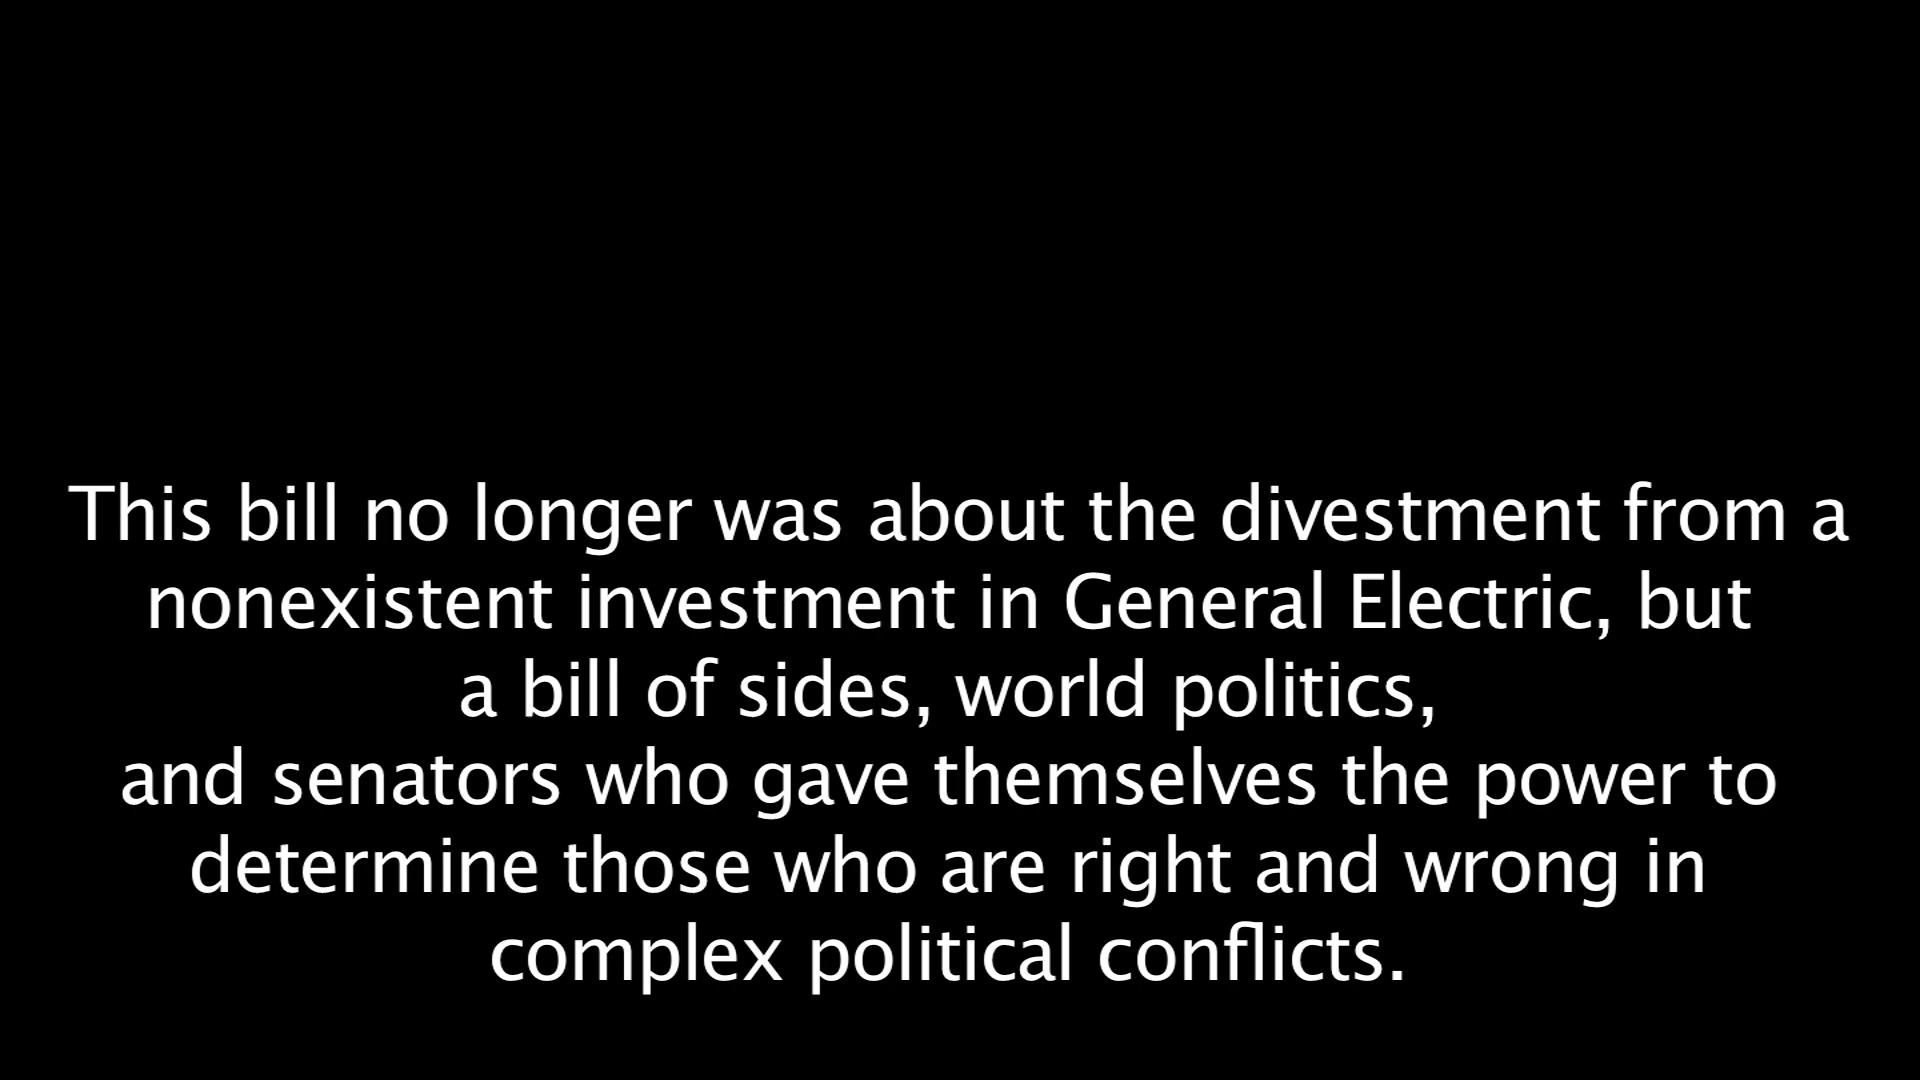 This bill no longer was about the divestment from a
nonexistent investment in General Electric, but
a bill of sides, world politics,
and senators who gave themselves the power to
determine those who are right and wrong in
complex political conflicts.